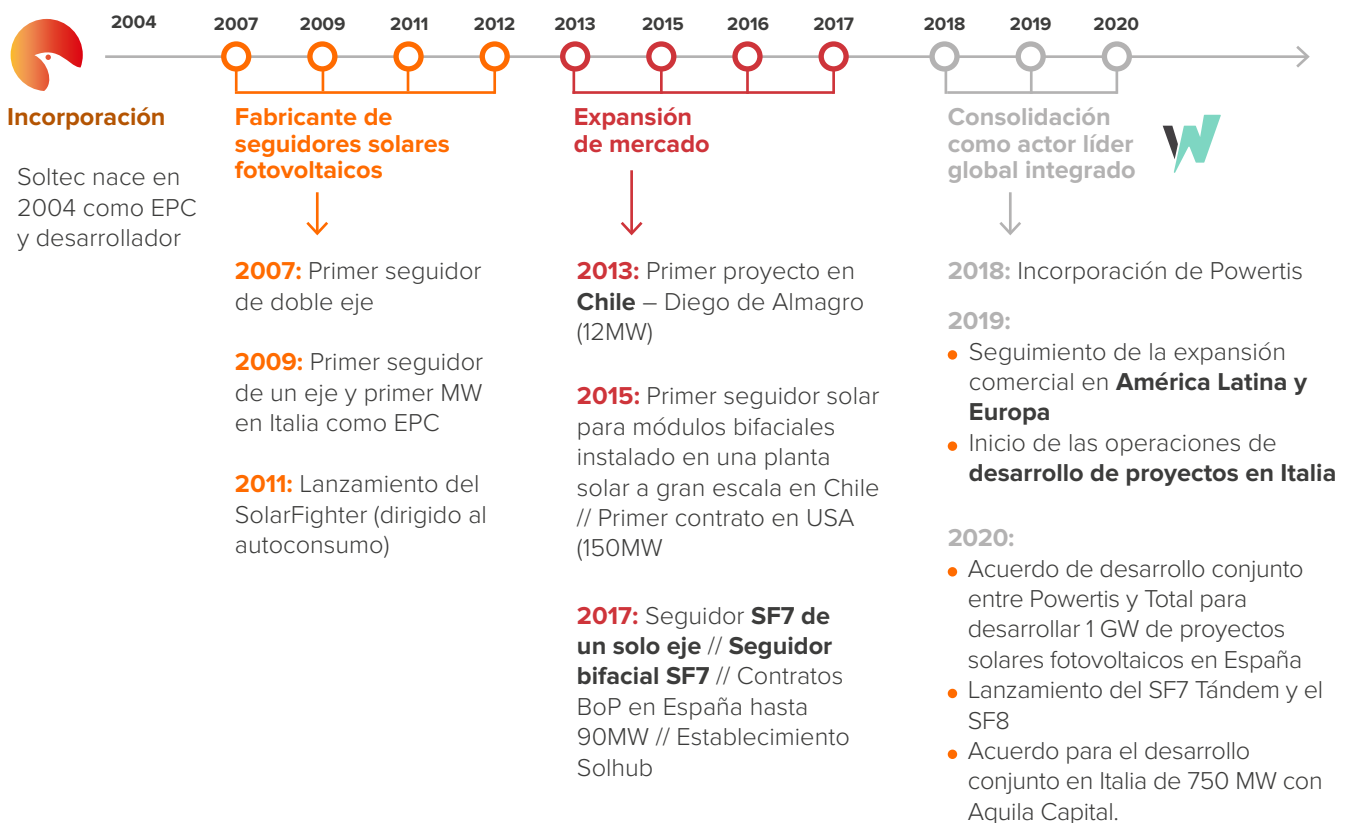 2004
2007
2009
2011
2012
2013
2015
2016
2017
2018
2019
2020
Incorporación
Soltec nace en
2004 como EPC
y desarrollador
Fabricante de
seguidores solares
fotovoltaicos
2007: Primer seguidor
de doble eje
2009: Primer seguidor
de un eje y primer MW
en Italia como EPC
2011: Lanzamiento del
SolarFighter (dirigido al
autoconsumo)
Expansión
de mercado
2013: Primer proyecto en
Chile – Diego de Almagro
(12MW)
2015: Primer seguidor solar
para módulos bifaciales
instalado en una planta
solar a gran escala en Chile
// Primer contrato en USA
(150MW
2017: Seguidor SF7 de
un solo eje // Seguidor
bifacial SF7 // Contratos
BoP en España hasta
90MW // Establecimiento
Solhub
Consolidación
como actor líder
global integrado
2018: Incorporación de Powertis
2019:
• Seguimiento de la expansión
comercial en América Latina y
Europa
• Inicio de las operaciones de
desarrollo de proyectos en Italia
2020:
• Acuerdo de desarrollo conjunto
entre Powertis y Total para
desarrollar 1 GW de proyectos
solares fotovoltaicos en España
• Lanzamiento del SF7 Tándem y el
SF8
• Acuerdo para el desarrollo
conjunto en Italia de 750 MW con
Aquila Capital.